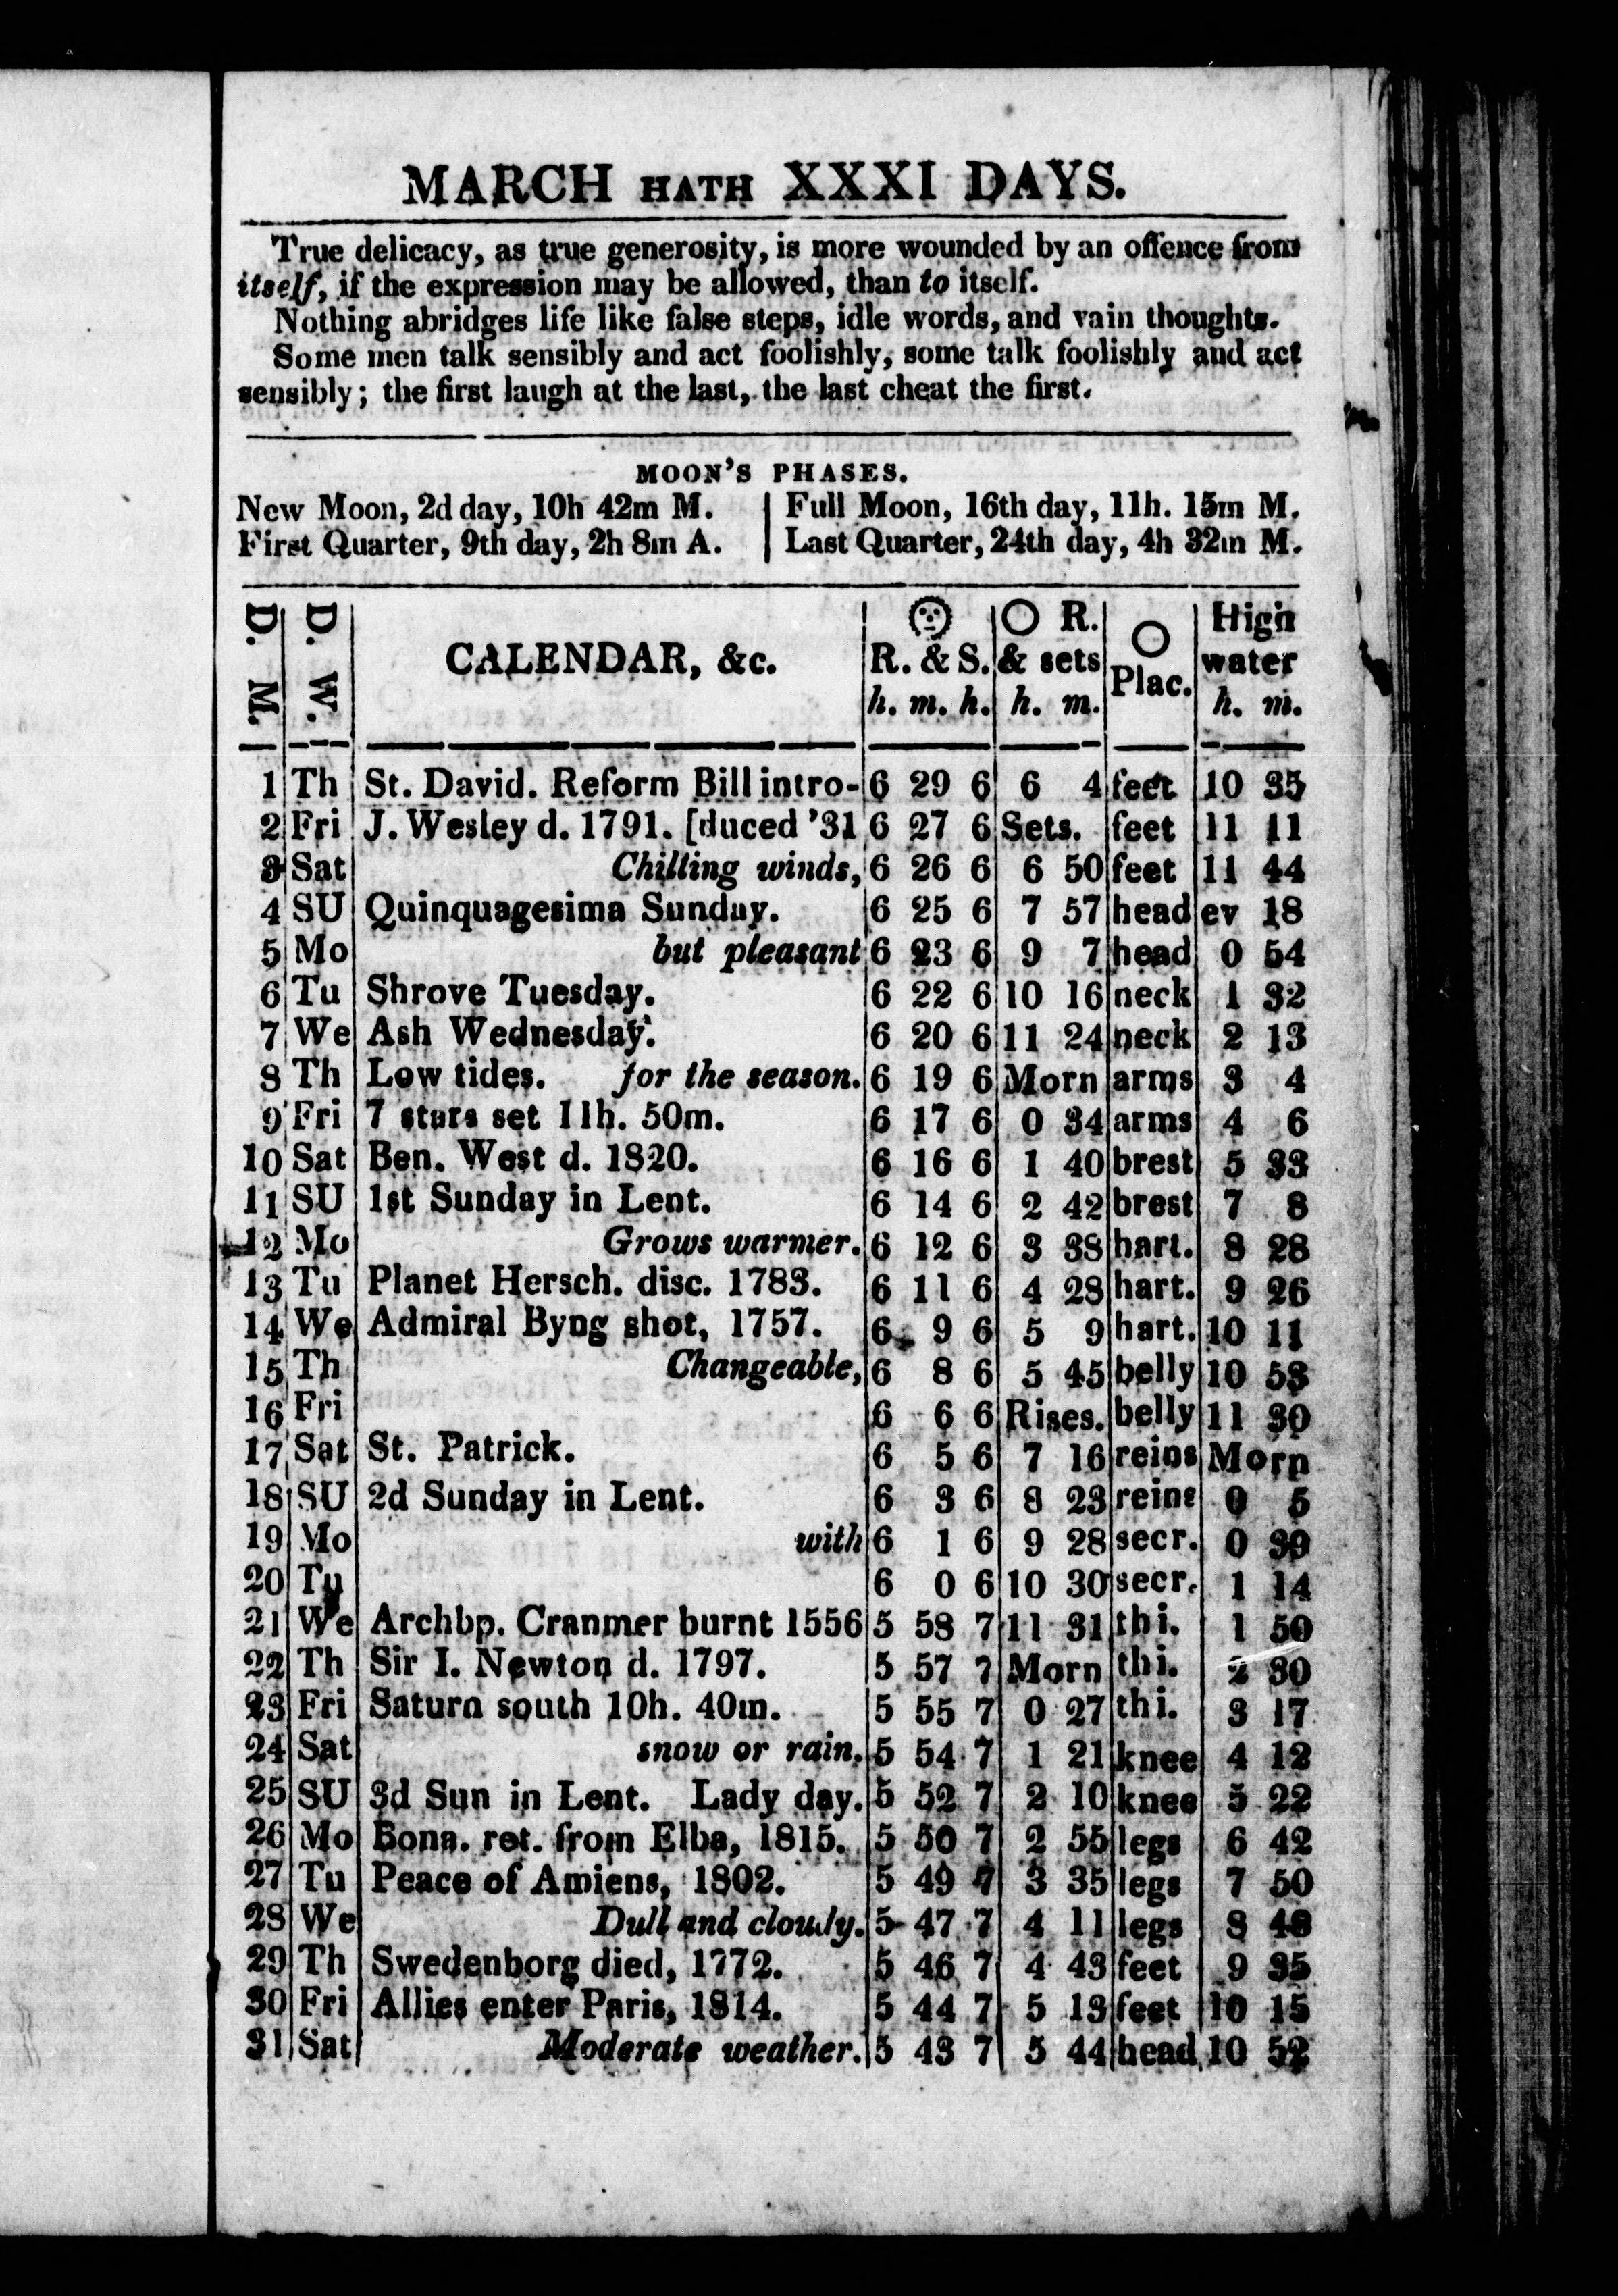 MARCH HATH XXXI DAYS.
True delicacy, as true generosity, is more wounded by an offence from
itself, if the expression may be allowed, than to itself.
Nothing abridges life like false steps, idle words, and vain thoughts.
Some men talk sensibly and act foolishly, some talk foolishly and act
sensibly; the first laugh at the last, the last cheat the first.
MOON'S PHASES.
New Moon, 2d day, 10h 42m M. | Full Moon, 16th day, 11h. 15m M.
First Quarter, 9th day, 2h 8m A. | Last Quarter, 24th day, 4h 32m M.
D. M. D. W. CALENDAR, &c. R. & S. h. m. h. R. & sets h. m. Plac. High water h. m.
1 Th St. David. Reform Bill intro- 6 29 6 6 4 feet 10 35
2 Fri J. Wesley d. 1791. [duced '31 6 27 6 Sets. feet 11 11
3 Sat Chilling winds, 6 26 6 6 50 feet 11 44
4 SU Quinquagesima Sunday. 6 25 6 7 57 head ev 18
5 Mo but pleasant 6 23 6 9 7 head 0 54
6 Tu Shrove Tuesday. 6 22 6 10 16 neck 1 32
7 We Ash Wednesday. 6 20 6 11 24 neck 2 13
8 Th Low tides. for the season. 6 19 6 Morn arms 3 4
9 Fri 7 stars set 11h. 50m. 6 17 6 0 34 arms 4 6
10 Sat Ben. West d. 1820. 6 16 6 1 40 brest 5 33
11 SU 1st Sunday in Lent. 6 14 6 2 42 brest 7 8
12 Mo Grows warmer. 6 12 6 3 38 hart. 8 28
13 Tu Planet Hersch. disc. 1783. 6 11 6 4 28 hart. 9 26
14 We Admiral Byng shot, 1757. 6 9 6 5 9 hart. 10 11
15 Th Changeable, 6 8 6 5 45 belly 10 53
16 Fri 6 6 6 Rises. belly 11 30
17 Sat St. Patrick. 6 5 6 7 16 reins Morn
18 SU 2d Sunday in Lent. 6 3 6 8 23 reins 0 5
19 Mo with 6 1 6 9 28 secr. 0 39
20 Tu 6 0 6 10 30 secr. 1 14
21 We Archbp. Cranmer burnt 1556 5 58 7 11 31 thi. 1 50
22 Th Sir I. Newton d. 1797. 5 57 7 Morn thi. 2 30
23 Fri Saturn south 10h. 40m. 5 55 7 0 27 thi. 3 17
24 Sat snow or rain. 5 54 7 1 21 knee 4 12
25 SU 3d Sun in Lent. Lady day. 5 52 7 2 10 knee 5 22
26 Mo Bona. ret. from Elba, 1815. 5 50 7 2 55 legs 6 42
27 Tu Peace of Amiens, 1802. 5 49 7 3 35 legs 7 50
28 We Dull and cloudy. 5 47 7 4 11 legs 8 48
29 Th Swedenborg died, 1772. 5 46 7 4 43 feet 9 35
30 Fri Allies enter Paris, 1814. 5 44 7 5 13 feet 10 15
31 Sat Moderate weather. 5 43 7 5 44 head 10 52